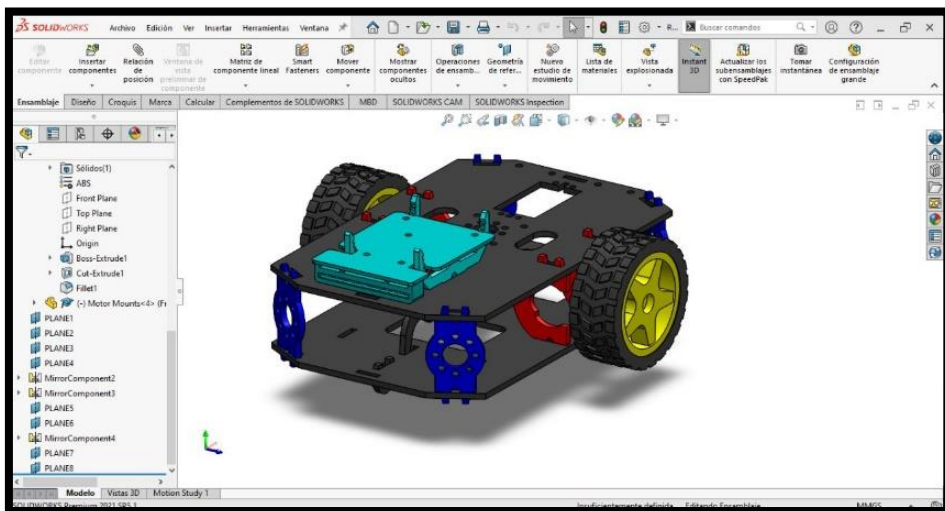 SOLIDWORKS Archivo Edición Ver Insertar Herramientas Ventana R... Buscar comandos
Editar componente
Insertar componentes
Relación de posición
Ventana de vista preliminar de componente
Matriz de componente lineal
Smart Fasteners
Mover componente
Mostrar componentes ocultos
Operaciones de ensamb...
Geometría de refer...
Nuevo estudio de movimiento
Lista de materiales
Vista explosionada
Instant 3D
Actualizar los subensamblajes con SpeedPak
Tomar instantánea
Configuración de ensamblaje grande
Ensamblaje Diseño Croquis Marca Calcular Complementos de SOLIDWORKS MBD SOLIDWORKS CAM SOLIDWORKS Inspection
Sólidos(1)
ABS
Front Plane
Top Plane
Right Plane
Origin
Boss-Extrude1
Cut-Extrude1
Fillet1
(-) Motor Mounts<4> (Fr
PLANE1
PLANE2
PLANE3
PLANE4
MirrorComponent2
MirrorComponent3
PLANE5
PLANE6
MirrorComponent4
PLANE7
PLANE8
Modelo Vistas 3D Motion Study 1
SOLIDWORKS Premium 2021 SP5.1 Insuficientemente definida Editando Ensamblaje MMGS